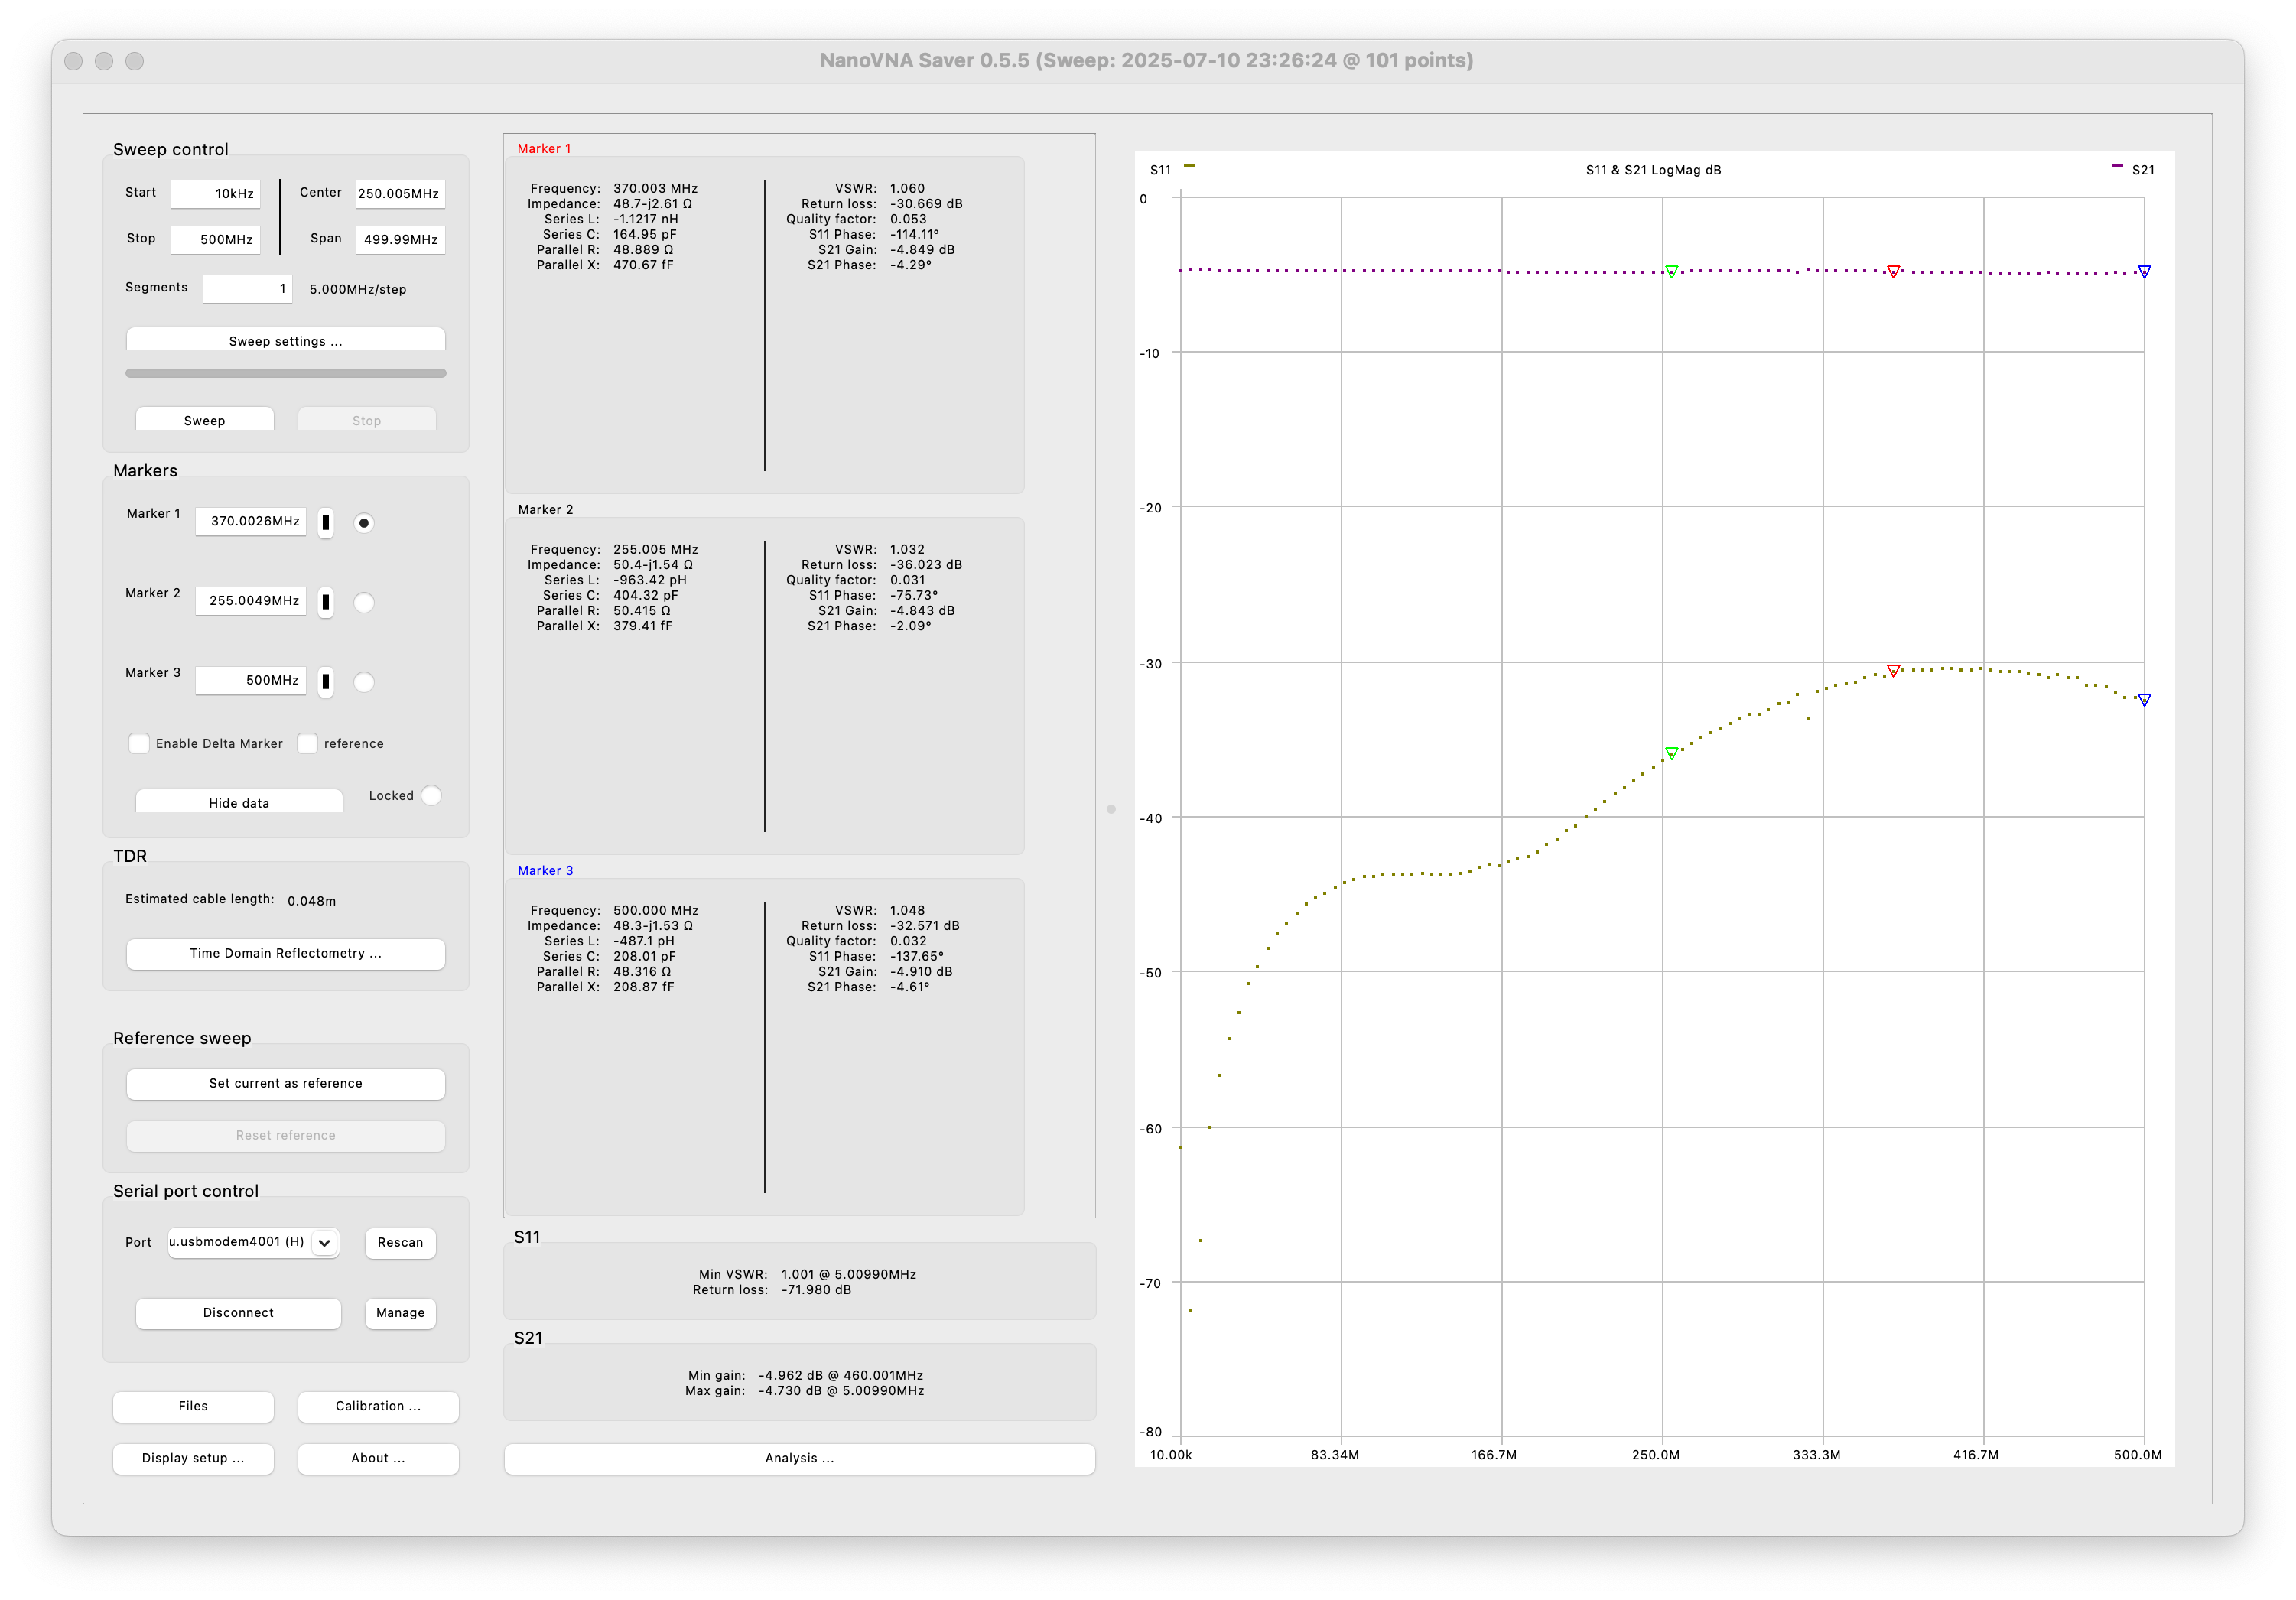 NanoVNA Saver 0.5.5 (Sweep: 2025-07-10 23:26:24 @ 101 points)
Sweep control
Start 10kHz Center 250.005MHz
Stop 500MHz Span 499.99MHz
Segments 1 5.000MHz/step
Sweep settings ...
Sweep Stop
Markers
Marker 1 370.0026MHz
Marker 2 255.0049MHz
Marker 3 500MHz
Enable Delta Marker reference
Hide data Locked
TDR
Estimated cable length: 0.048m
Time Domain Reflectometry ...
Reference sweep
Set current as reference
Reset reference
Serial port control
Port u.usbmodem4001 (H) Rescan
Disconnect Manage
Files Calibration ...
Display setup ... About ...
Marker 1
Frequency: 370.003 MHz
Impedance: 48.7-j2.61 Ω
Series L: -1.1217 nH
Series C: 164.95 pF
Parallel R: 48.889 Ω
Parallel X: 470.67 fF
VSWR: 1.060
Return loss: -30.669 dB
Quality factor: 0.053
S11 Phase: -114.11°
S21 Gain: -4.849 dB
S21 Phase: -4.29°
Marker 2
Frequency: 255.005 MHz
Impedance: 50.4-j1.54 Ω
Series L: -963.42 pH
Series C: 404.32 pF
Parallel R: 50.415 Ω
Parallel X: 379.41 fF
VSWR: 1.032
Return loss: -36.023 dB
Quality factor: 0.031
S11 Phase: -75.73°
S21 Gain: -4.843 dB
S21 Phase: -2.09°
Marker 3
Frequency: 500.000 MHz
Impedance: 48.3-j1.53 Ω
Series L: -487.1 pH
Series C: 208.01 pF
Parallel R: 48.316 Ω
Parallel X: 208.87 fF
VSWR: 1.048
Return loss: -32.571 dB
Quality factor: 0.032
S11 Phase: -137.65°
S21 Gain: -4.910 dB
S21 Phase: -4.61°
S11
Min VSWR: 1.001 @ 5.00990MHz
Return loss: -71.980 dB
S21
Min gain: -4.962 dB @ 460.001MHz
Max gain: -4.730 dB @ 5.00990MHz
Analysis ...
S11 S11 & S21 LogMag dB S21
0
-10
-20
-30
-40
-50
-60
-70
-80
10.00k 83.34M 166.7M 250.0M 333.3M 416.7M 500.0M